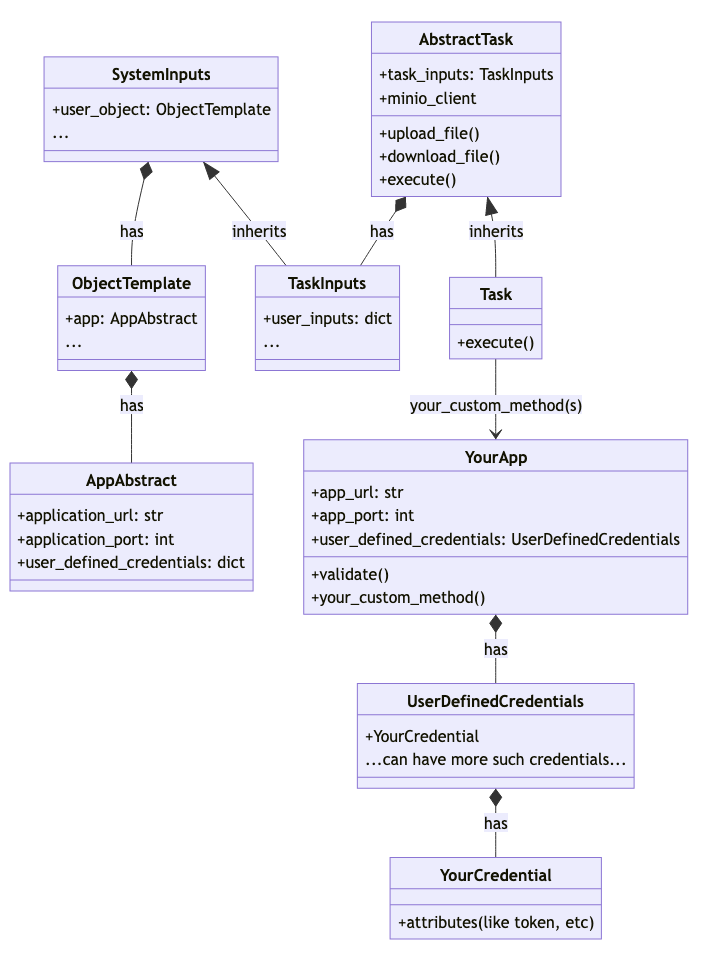 AbstractTask
+task_inputs: TaskInputs
+minio_client
+upload_file()
+download_file()
+execute()
SystemInputs
+user_object: ObjectTemplate
...
has
inherits
has
inherits
ObjectTemplate
+app: AppAbstract
...
TaskInputs
+user_inputs: dict
...
Task
+execute()
has
your_custom_method(s)
AppAbstract
+application_url: str
+application_port: int
+user_defined_credentials: dict
YourApp
+app_url: str
+app_port: int
+user_defined_credentials: UserDefinedCredentials
+validate()
+your_custom_method()
has
UserDefinedCredentials
+YourCredential
...can have more such credentials...
has
YourCredential
+attributes(like token, etc)